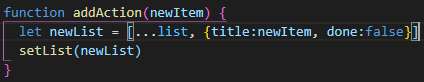 function addAction(newItem) {
  let newList = [...list, {title:newItem, done:false}]
  setList(newList)
}